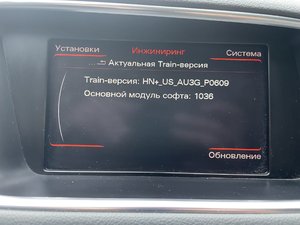 Установки Инжиниринг Система
... Актуальная Train-версия
Train-версия: HN+_US_AU3G_P0609
Основной модуль софта: 1036
Обновление